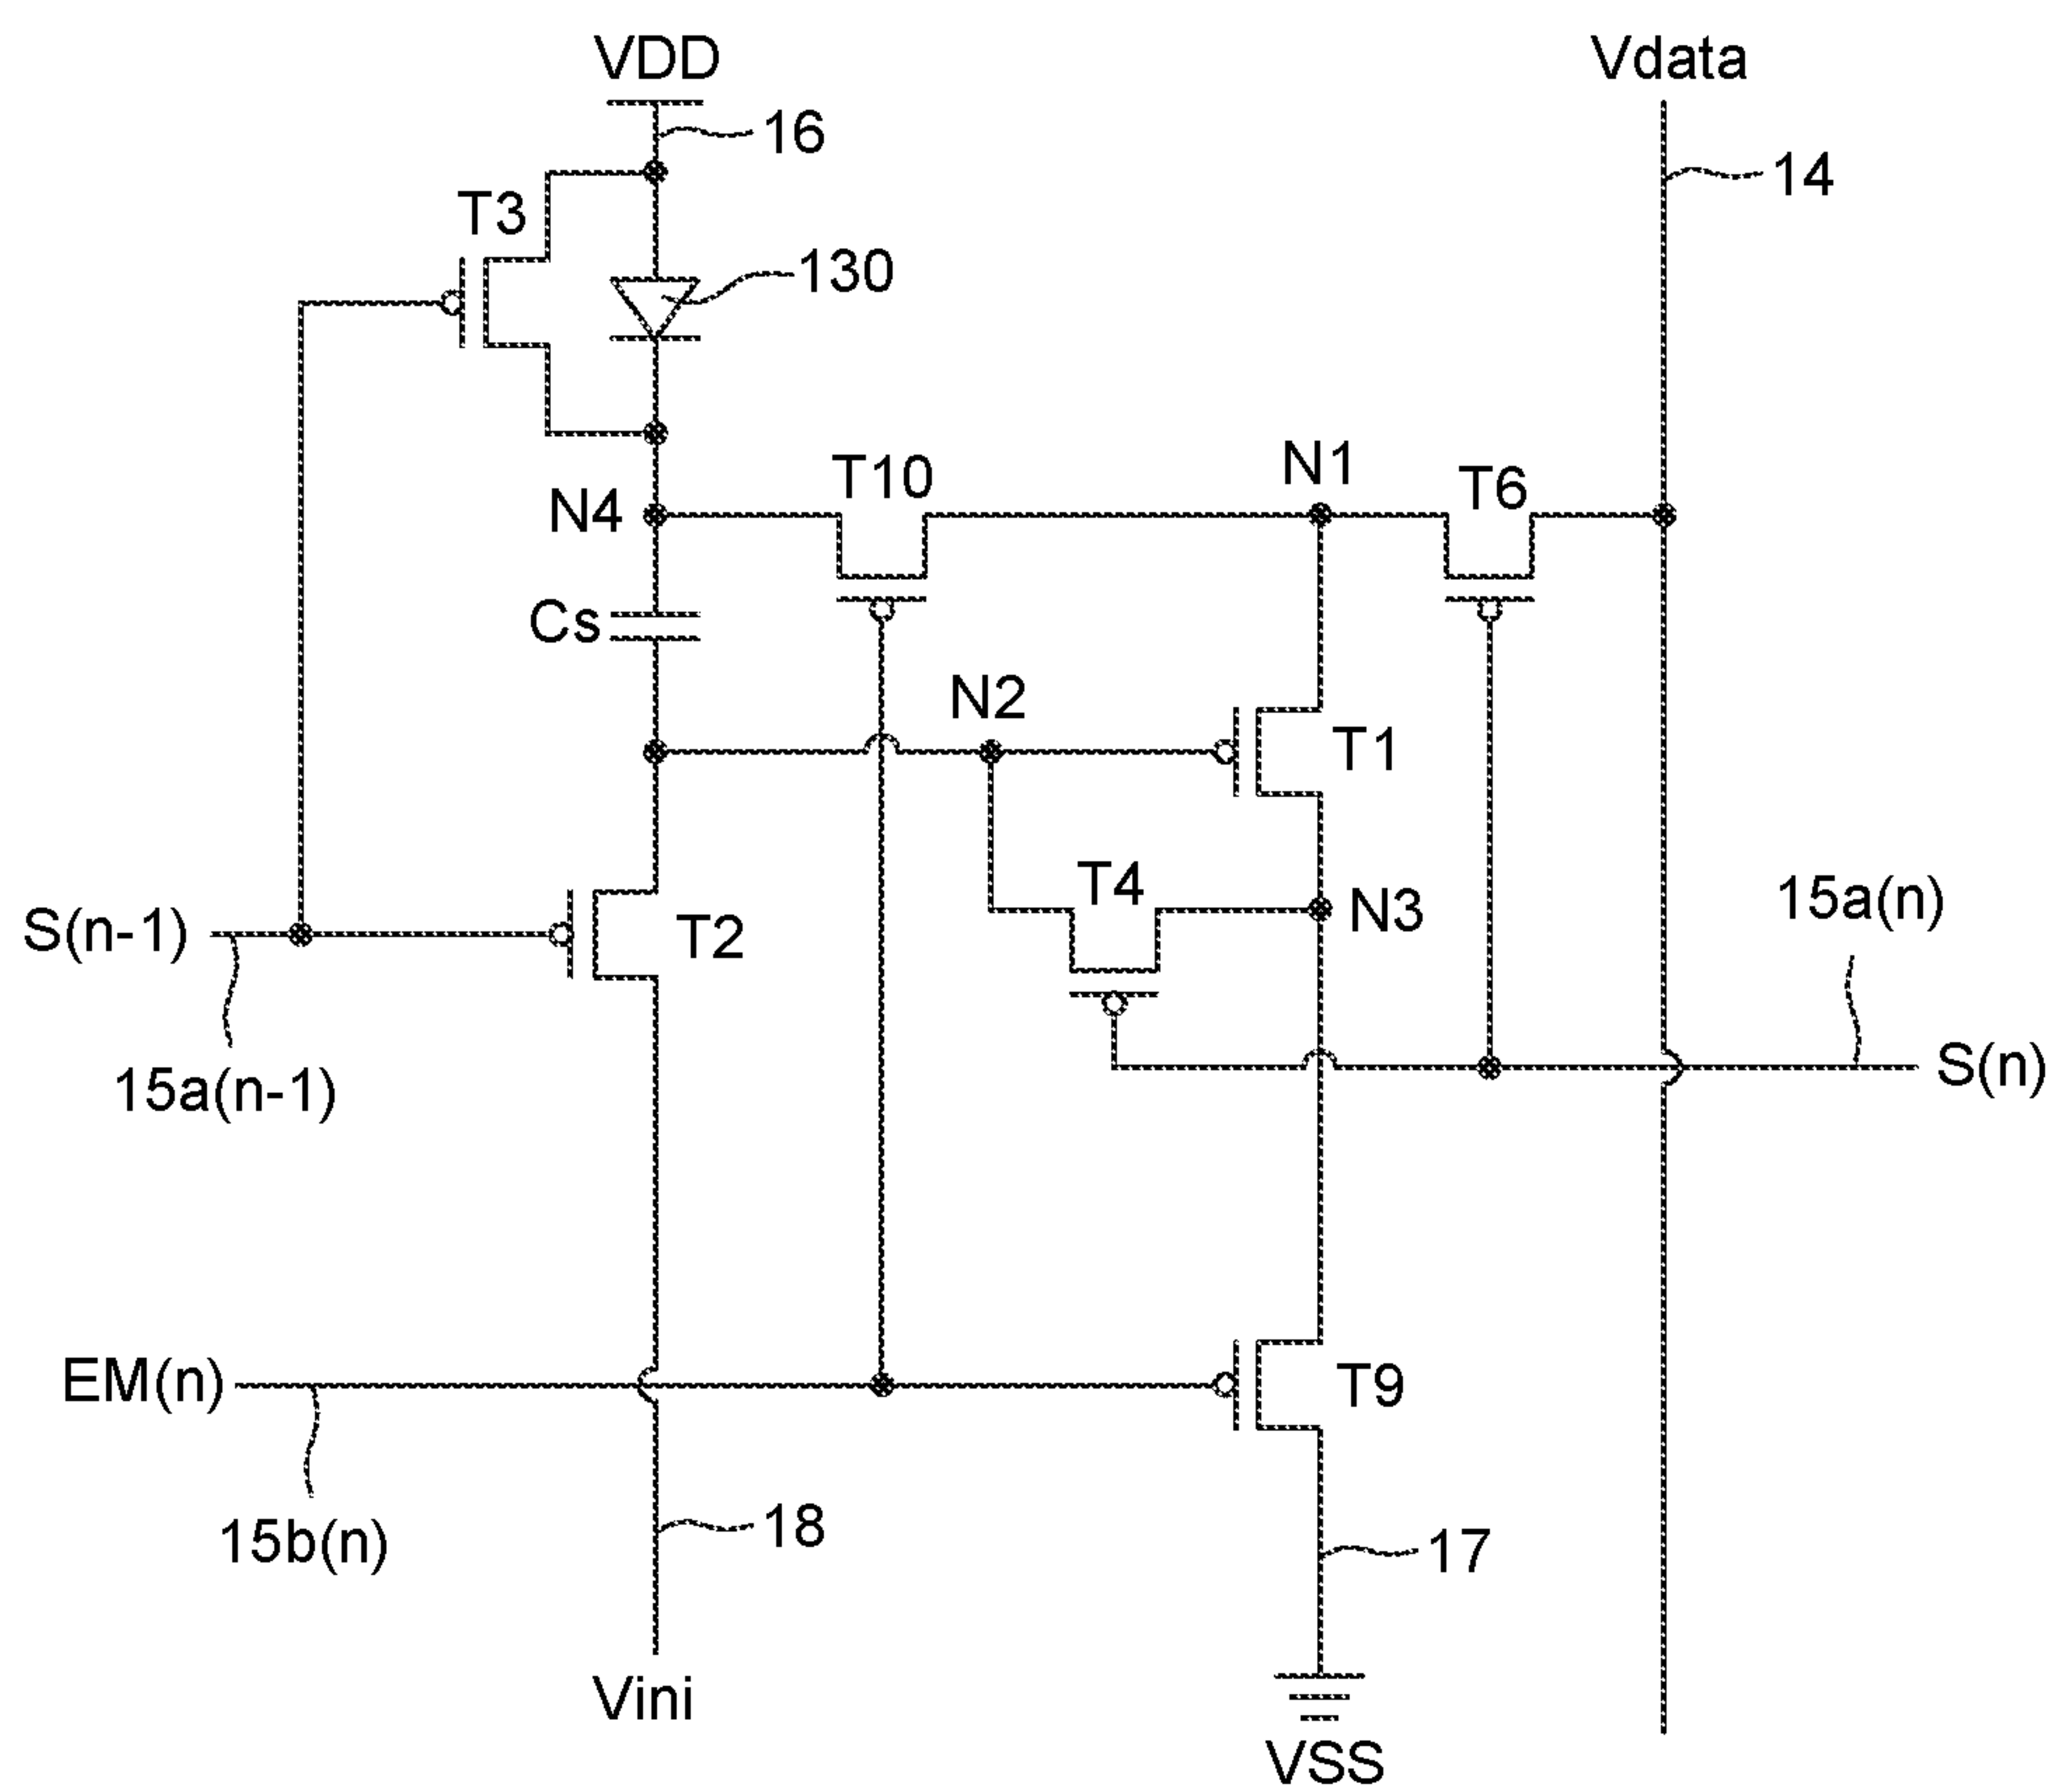 VDD
Vdata
16
14
T3
130
N4
T10
N1
T6
Cs
N2
T1
S(n-1)
T2
T4
N3
15a(n)
15a(n-1)
S(n)
EM(n)
T9
15b(n)
18
17
Vini
VSS